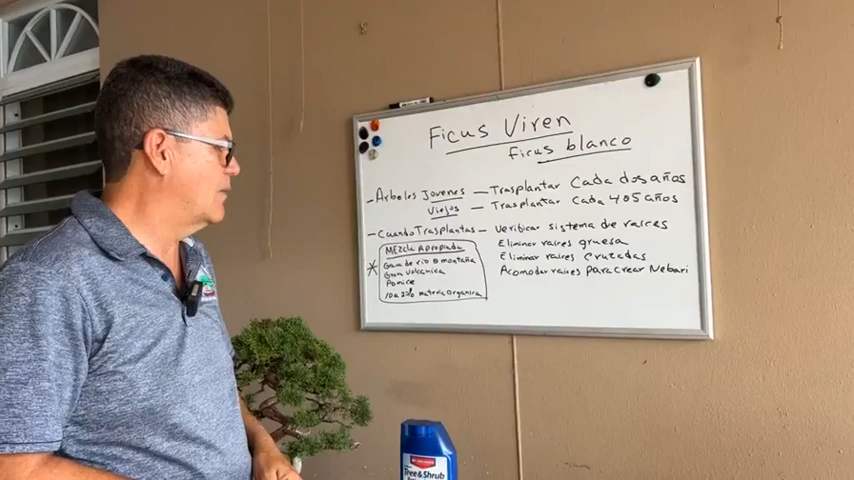 Ficus Viren
Ficus blanco
- Arboles Jovenes - Trasplantar Cada dos años
Viejos - Trasplantar Cada 4 o 5 años
- Cuando Trasplantas - Verificar sistema de raices
Eliminar raices gruesa
Eliminar raices Cruzadas
Acomodar raices para crear Nebari
* MEZCLA Apropiada
de rio o montaña
Grava Volcanica
Pomice
10 a 20% materia Organica
Tree & Shrub